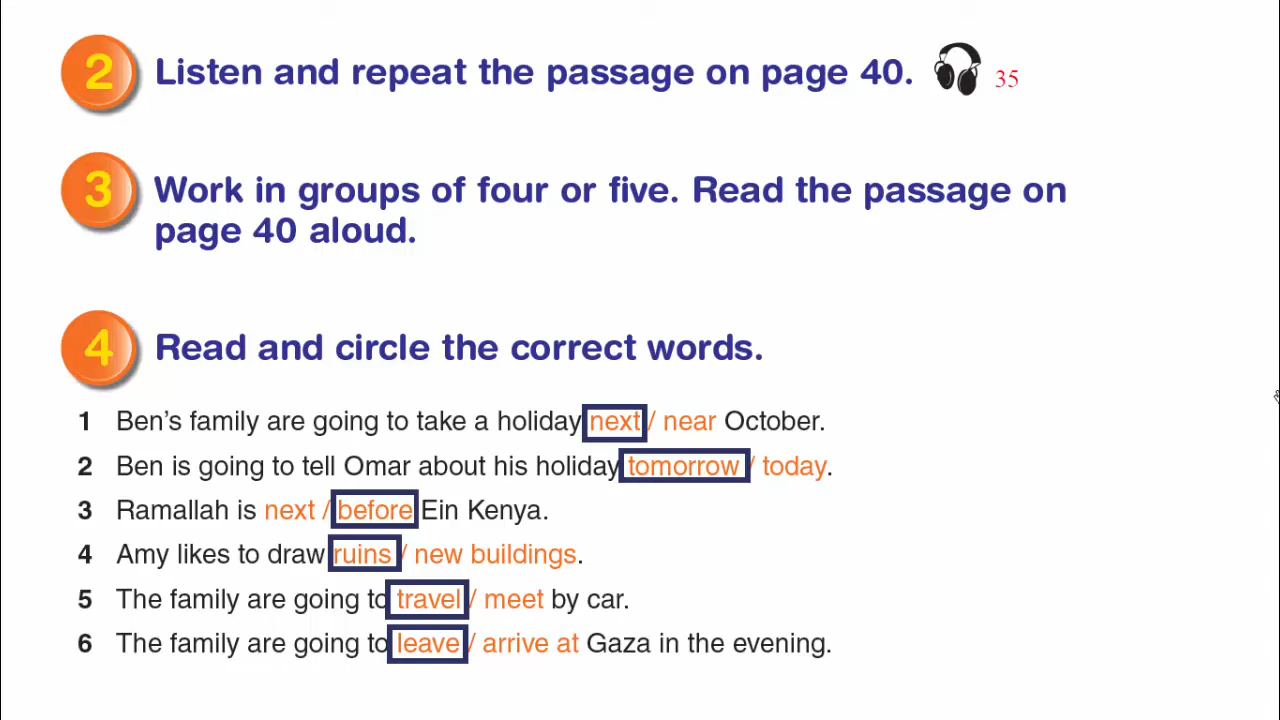 2 Listen and repeat the passage on page 40. 35
3 Work in groups of four or five. Read the passage on
page 40 aloud.
4 Read and circle the correct words.
1 Ben's family are going to take a holiday next / near October.
2 Ben is going to tell Omar about his holiday tomorrow / today.
3 Ramallah is next / before Ein Kenya.
4 Amy likes to draw ruins / new buildings.
5 The family are going to travel / meet by car.
6 The family are going to leave / arrive at Gaza in the evening.